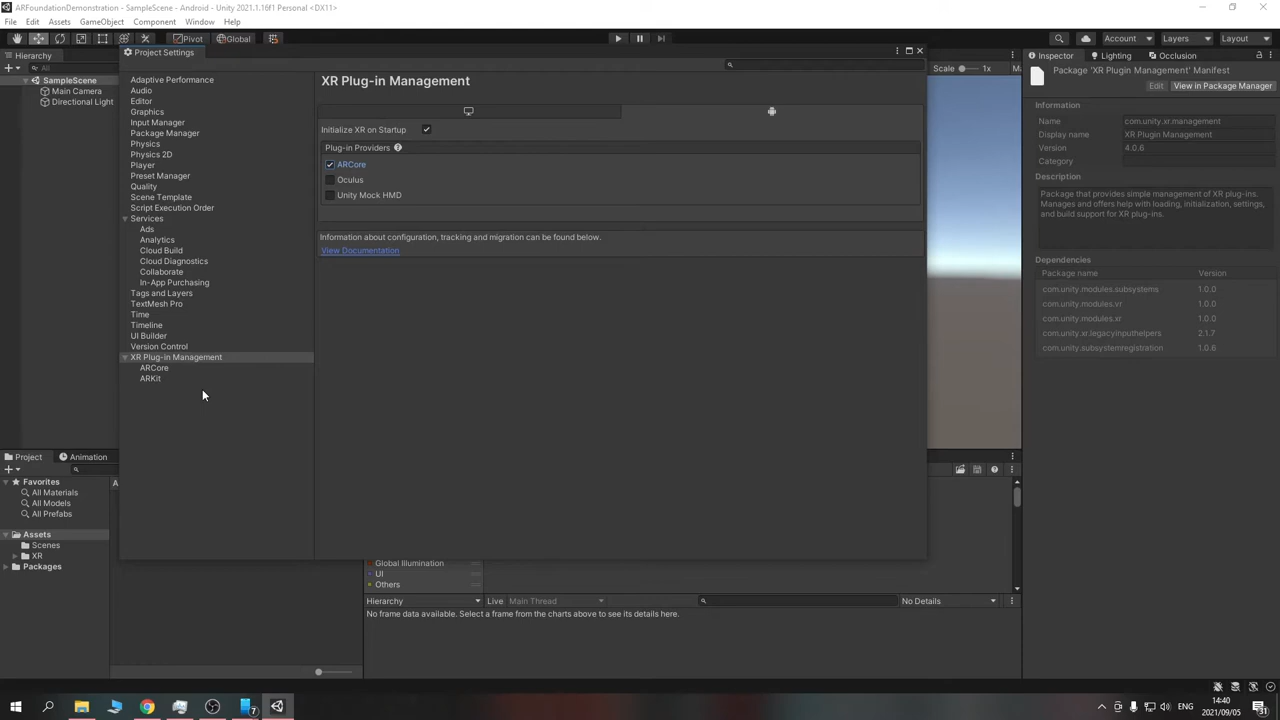 ARFoundationDemonstration - SampleScene - Android - Unity 2021.1.16f1 Personal <DX11>
File Edit Assets GameObject Component Window Help
Pivot Global Account Layers Layout
Hierarchy
Project Settings
Inspector Lighting Occlusion
All
Scale 1x
SampleScene
Main Camera
Directional Light
Adaptive Performance
Audio
Editor
Graphics
Input Manager
Package Manager
Physics
Physics 2D
Player
Preset Manager
Quality
Scene Template
Script Execution Order
Services
Ads
Analytics
Cloud Build
Cloud Diagnostics
Collaborate
In-App Purchasing
Tags and Layers
TextMesh Pro
Time
Timeline
UI Builder
Version Control
XR Plug-in Management
ARCore
ARKit
XR Plug-in Management
Initialize XR on Startup
Plug-in Providers
ARCore
Oculus
Unity Mock HMD
Information about configuration, tracking and migration can be found below.
View Documentation
Package 'XR Plugin Management' Manifest
Edit View in Package Manager
Information
Name com.unity.xr.management
Display name XR Plugin Management
Version 4.0.6
Category
Description
Package that provides simple management of XR plug-ins.
Manages and offers help with loading, initialization, settings,
and build support for XR plug-ins.
Dependencies
Package name Version
com.unity.modules.subsystems 1.0.0
com.unity.modules.vr 1.0.0
com.unity.modules.xr 1.0.0
com.unity.xr.legacyinputhelpers 2.1.7
com.unity.subsystemregistration 1.0.6
Project Animation
Favorites
All Materials
All Models
All Prefabs
Assets
Scenes
XR
Packages
Global Illumination
UI
Others
Hierarchy Live Main Thread No Details
No frame data available. Select a frame from the charts above to see its details here.
7
ENG
14:40
2021/09/05